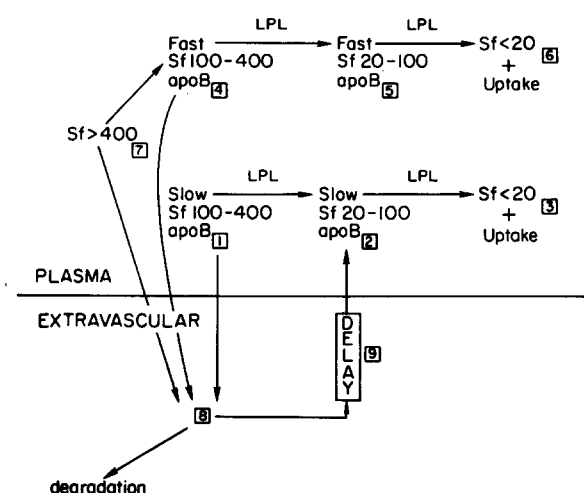 LPL
LPL
Fast
Sf 100-400
apoB 4
Fast
Sf 20-100
apoB 5
Sf<20 6
+
Uptake
Sf>400 7
LPL
LPL
Slow
Sf 100-400
apoB 1
Slow
Sf 20-100
apoB 2
Sf<20 3
+
Uptake
PLASMA
EXTRAVASCULAR
DELAY 9
8
degradation